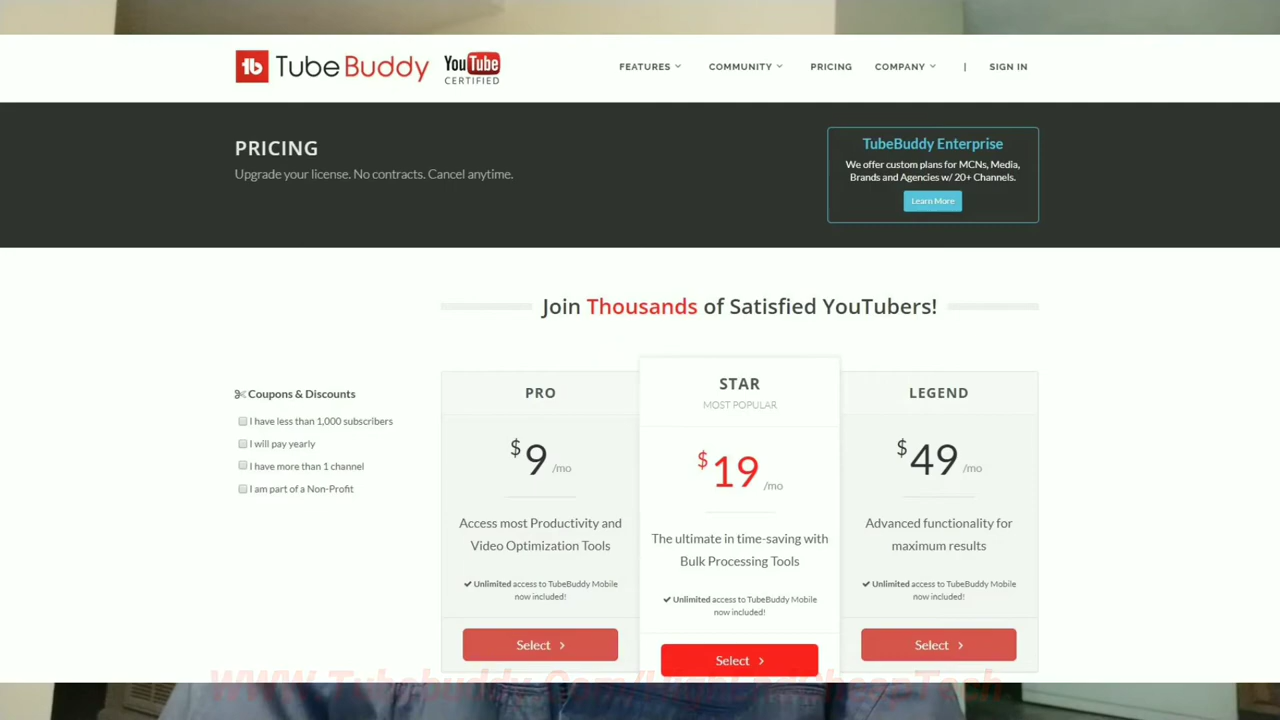 TubeBuddy
YouTube
CERTIFIED
FEATURES
COMMUNITY
PRICING
COMPANY
|
SIGN IN
PRICING
Upgrade your license. No contracts. Cancel anytime.
TubeBuddy Enterprise
We offer custom plans for MCNs, Media,
Brands and Agencies w/ 20+ Channels.
Learn More
Join Thousands of Satisfied YouTubers!
Coupons & Discounts
I have less than 1,000 subscribers
I will pay yearly
I have more than 1 channel
I am part of a Non-Profit
PRO
$9/mo
Access most Productivity and
Video Optimization Tools
✔ Unlimited access to TubeBuddy Mobile
now included!
Select >
STAR
MOST POPULAR
$19/mo
The ultimate in time-saving with
Bulk Processing Tools
✔ Unlimited access to TubeBuddy Mobile
now included!
Select >
LEGEND
$49/mo
Advanced functionality for
maximum results
✔ Unlimited access to TubeBuddy Mobile
now included!
Select >